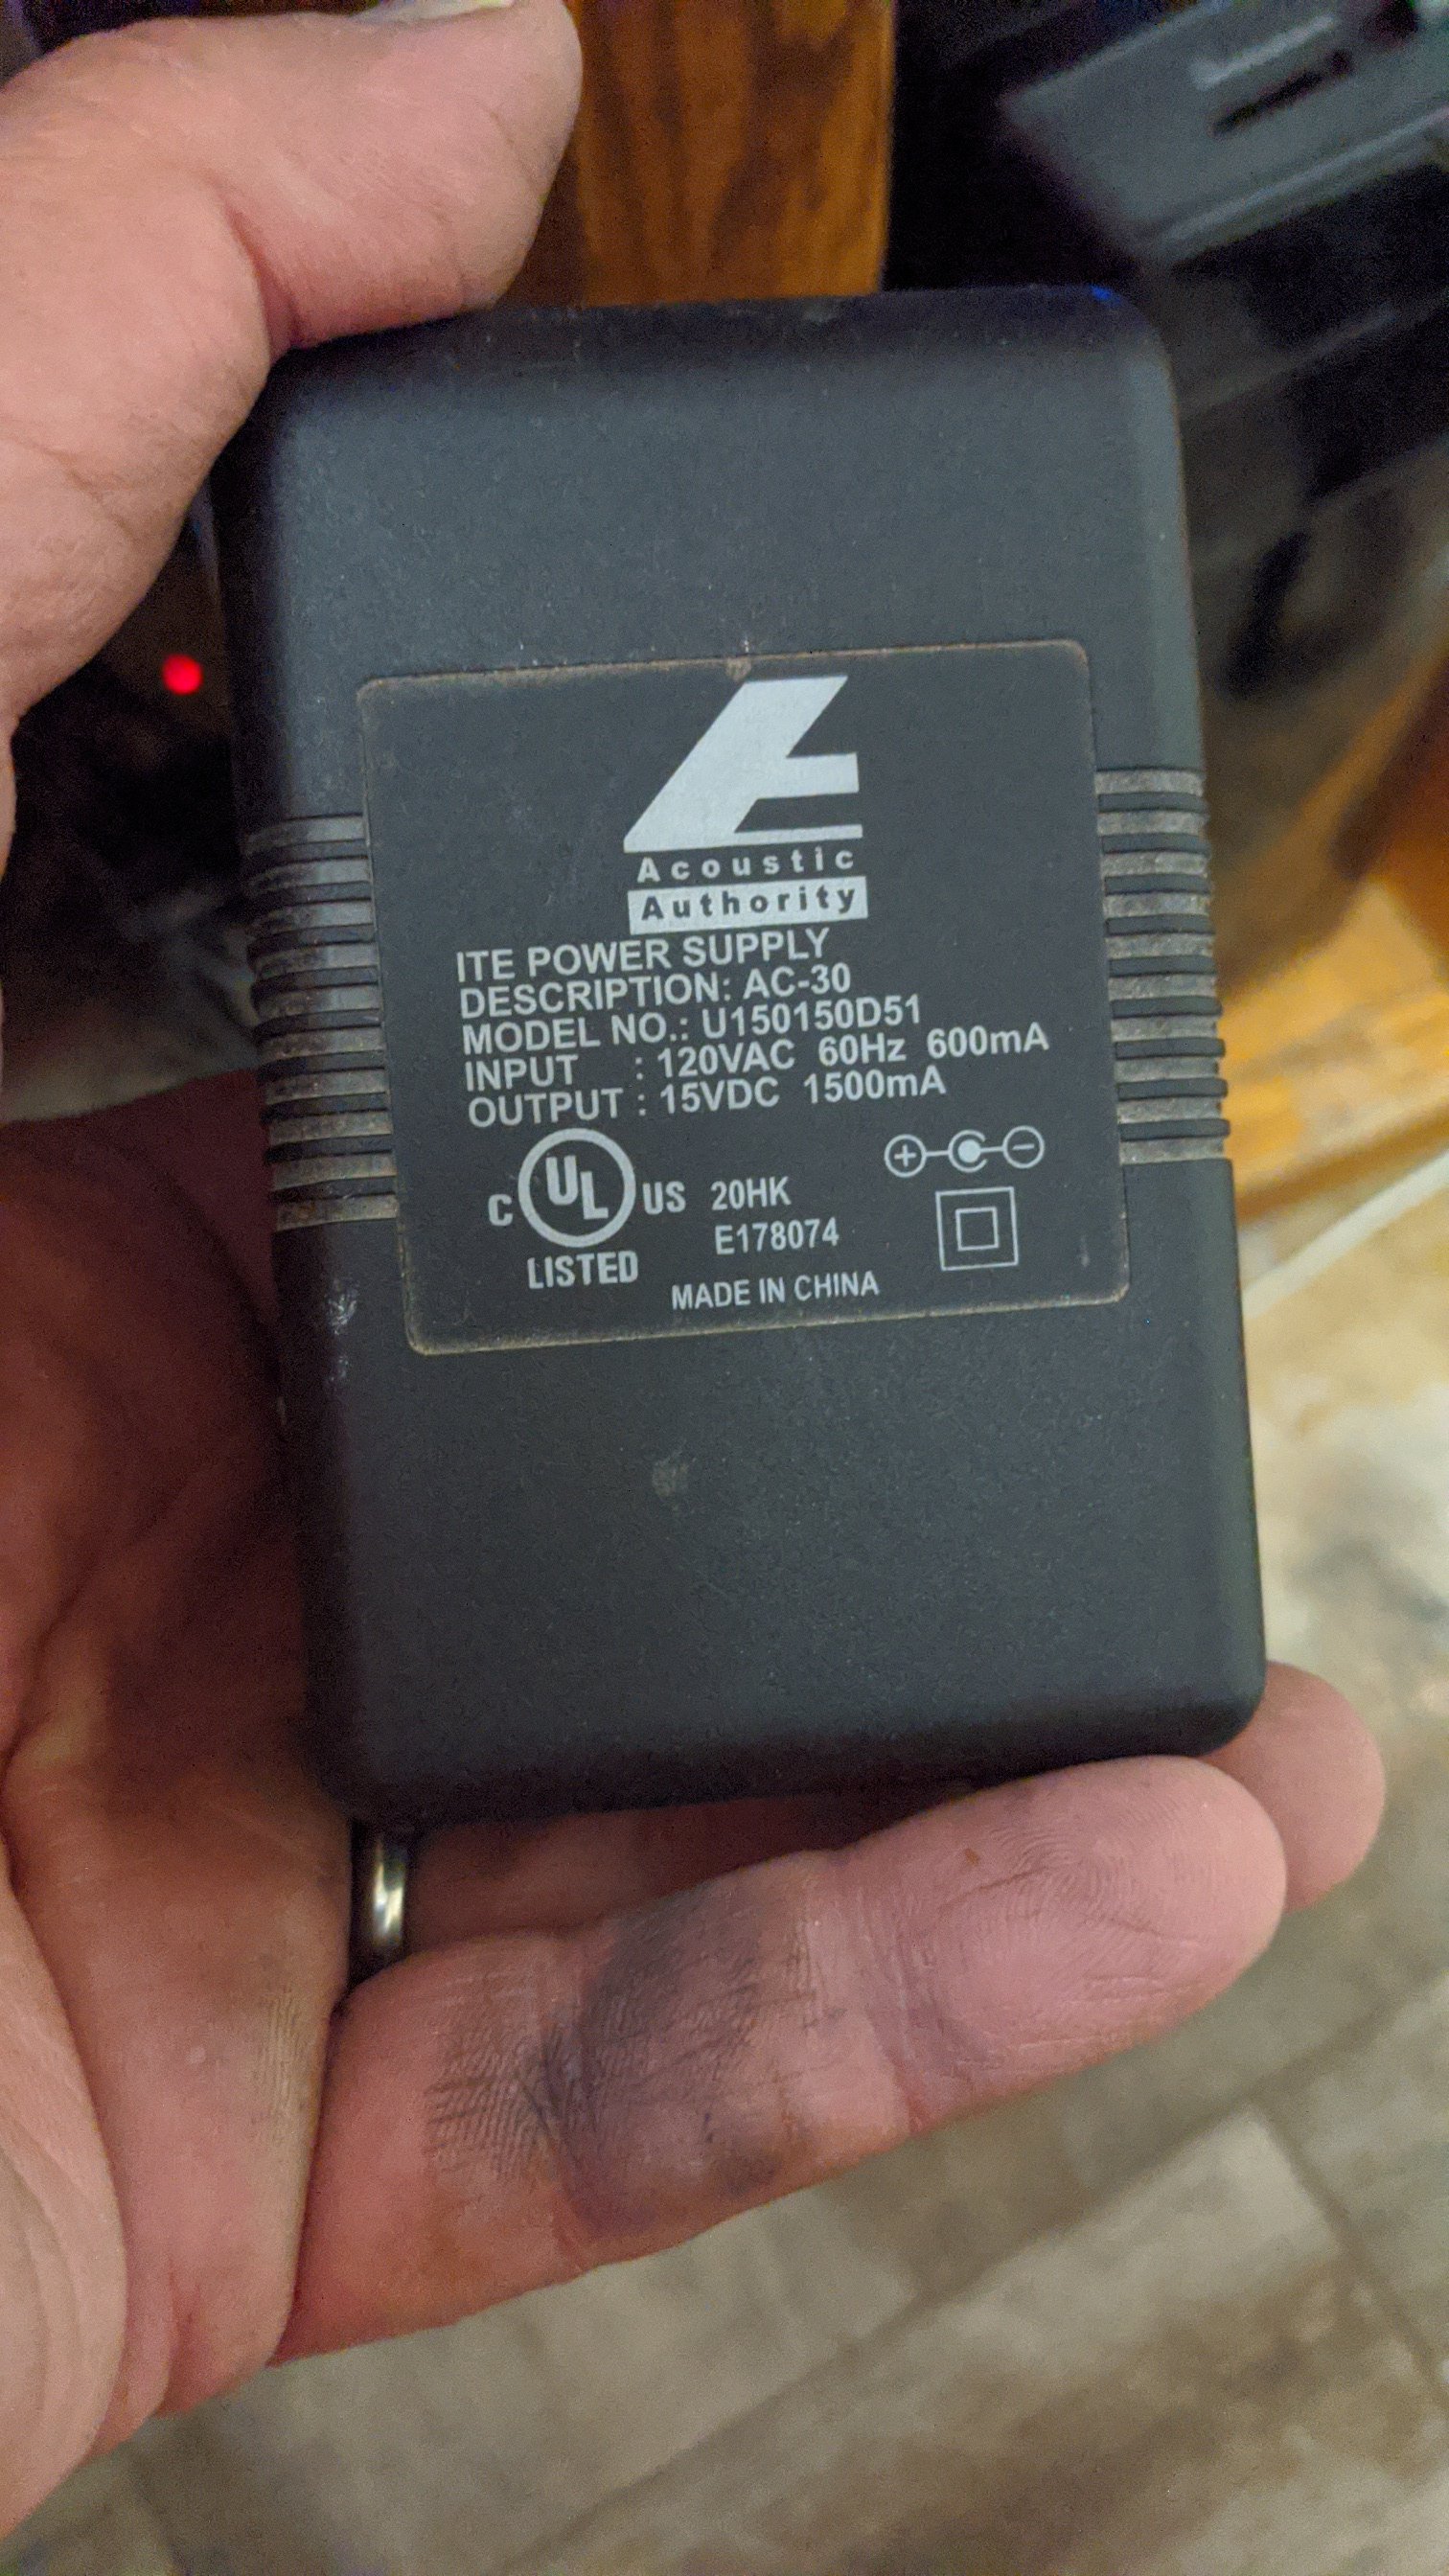 Acoustic
Authority
ITE POWER SUPPLY
DESCRIPTION: AC-30
MODEL NO.: U150150D51
INPUT : 120VAC 60Hz 600mA
OUTPUT : 15VDC 1500mA
C UL US 20HK
E178074
LISTED
MADE IN CHINA